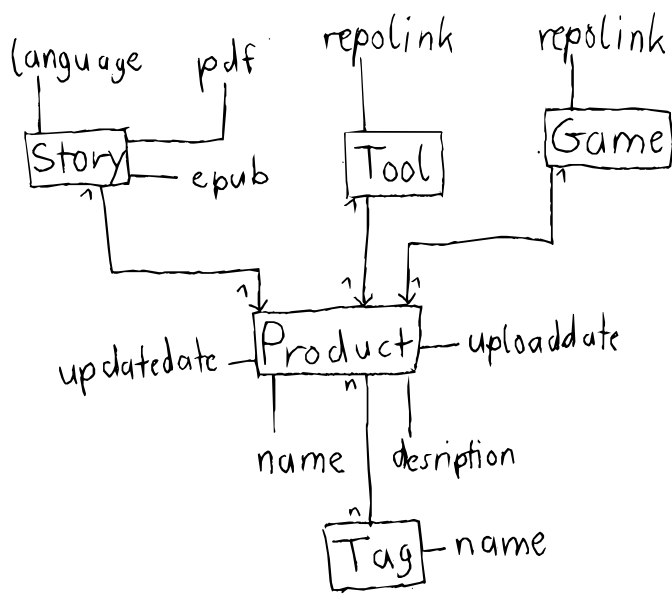 language
pdf
repolink
repolink
Story
epub
Tool
Game
1
1
1
1
1
1
Product
updatedate
uploaddate
n
name
desription
n
Tag
name